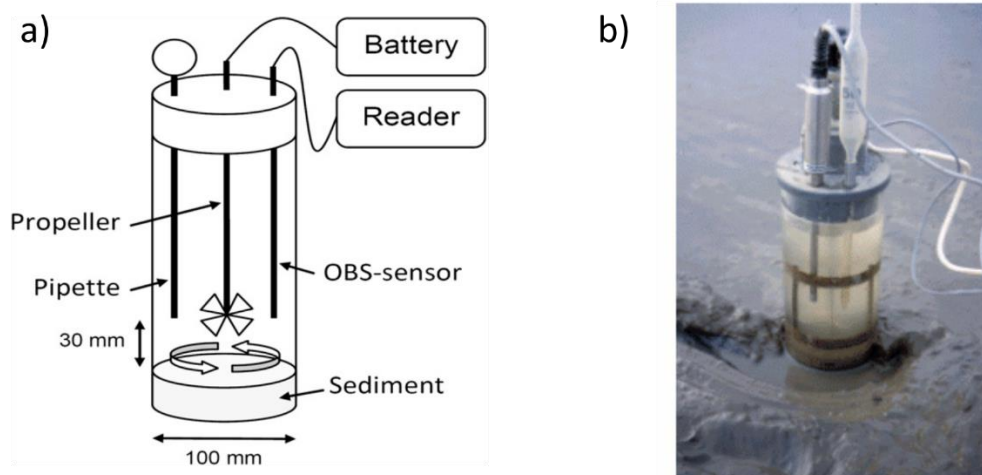 a)
Battery
Reader
Propeller
Pipette
OBS-sensor
30 mm
Sediment
100 mm
b)